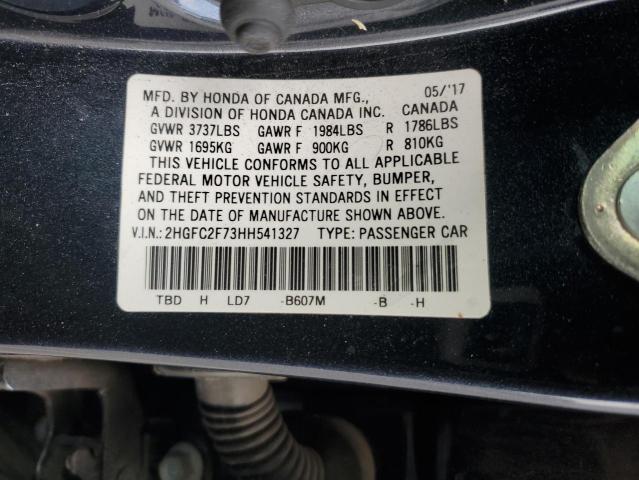 MFD. BY HONDA OF CANADA MFG., 05/'17
A DIVISION OF HONDA CANADA INC. CANADA
GVWR 3737LBS GAWR F 1984LBS R 1786LBS
GVWR 1695KG GAWR F 900KG R 810KG
THIS VEHICLE CONFORMS TO ALL APPLICABLE
FEDERAL MOTOR VEHICLE SAFETY, BUMPER,
AND THEFT PREVENTION STANDARDS IN EFFECT
ON THE DATE OF MANUFACTURE SHOWN ABOVE.
V.I.N.: 2HGFC2F73HH541327 TYPE: PASSENGER CAR
TBD H LD7 -B607M -B -H